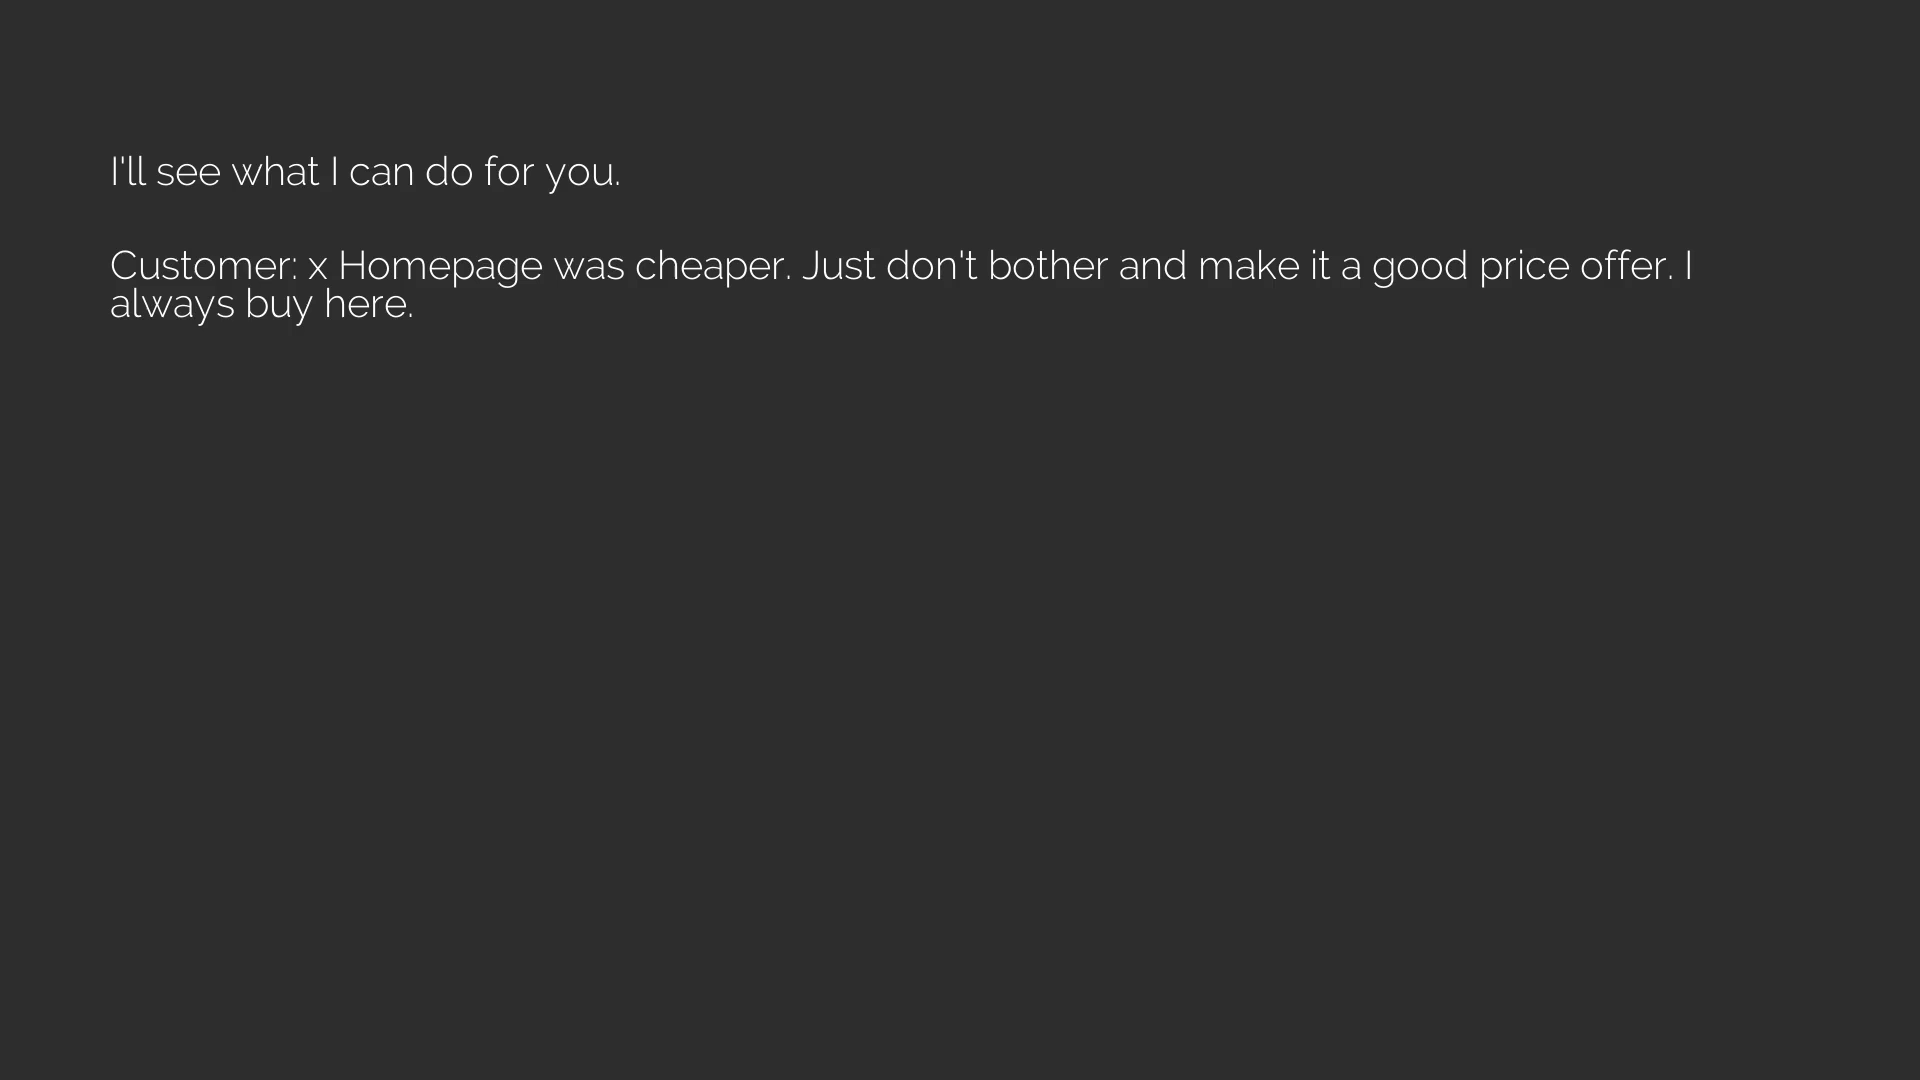 I'll see what I can do for you.
Customer: x Homepage was cheaper. Just don't bother and make it a good price offer. I
always buy here.